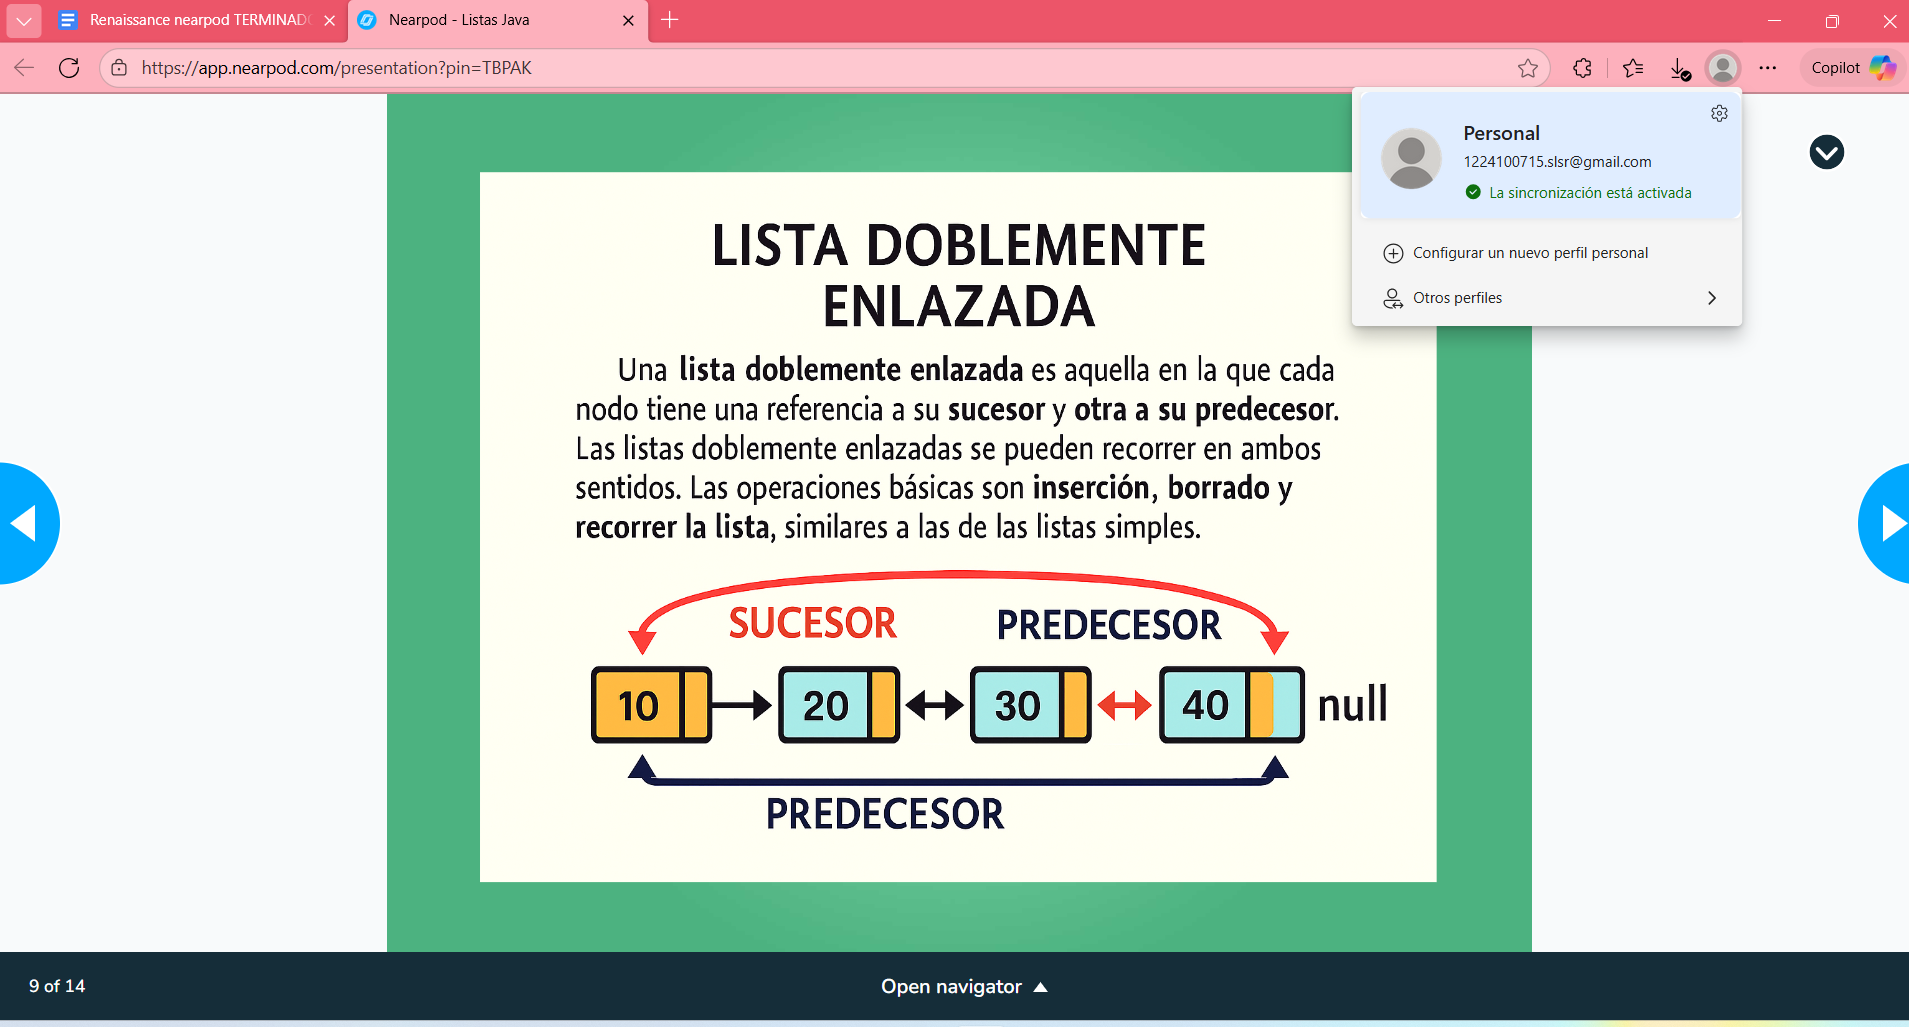 Renaissance nearpod TERMINAD
Nearpod - Listas Java
https://app.nearpod.com/presentation?pin=TBPAK
Copilot
Personal
1224100715.slsr@gmail.com
La sincronización está activada
Configurar un nuevo perfil personal
Otros perfiles
LISTA DOBLEMENTE
ENLAZADA
Una lista doblemente enlazada es aquella en la que cada
nodo tiene una referencia a su sucesor y otra a su predecesor.
Las listas doblemente enlazadas se pueden recorrer en ambos
sentidos. Las operaciones básicas son inserción, borrado y
recorrer la lista, similares a las de las listas simples.
SUCESOR PREDECESOR
10 20 30 40 null
PREDECESOR
9 of 14
Open navigator